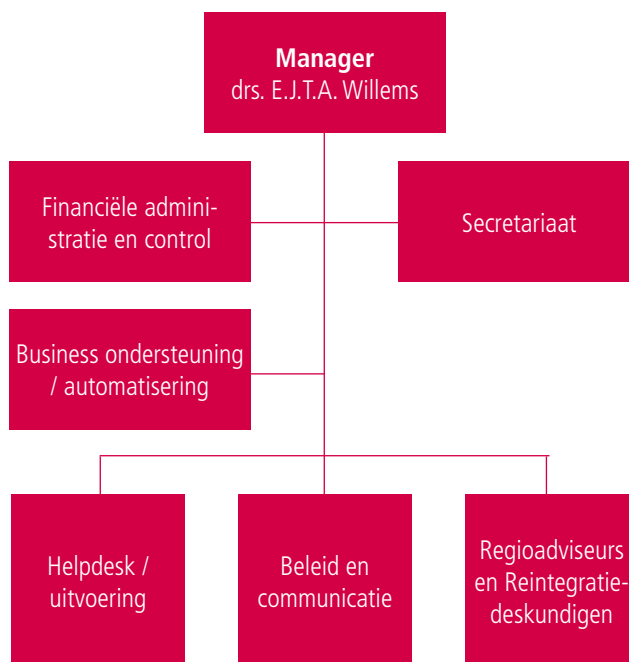 Manager
drs. E.J.T.A. Willems
Financiële admini-
stratie en control
Secretariaat
Business ondersteuning
/ automatisering
Helpdesk /
uitvoering
Beleid en
communicatie
Regioadviseurs
en Reintegratie-
deskundigen